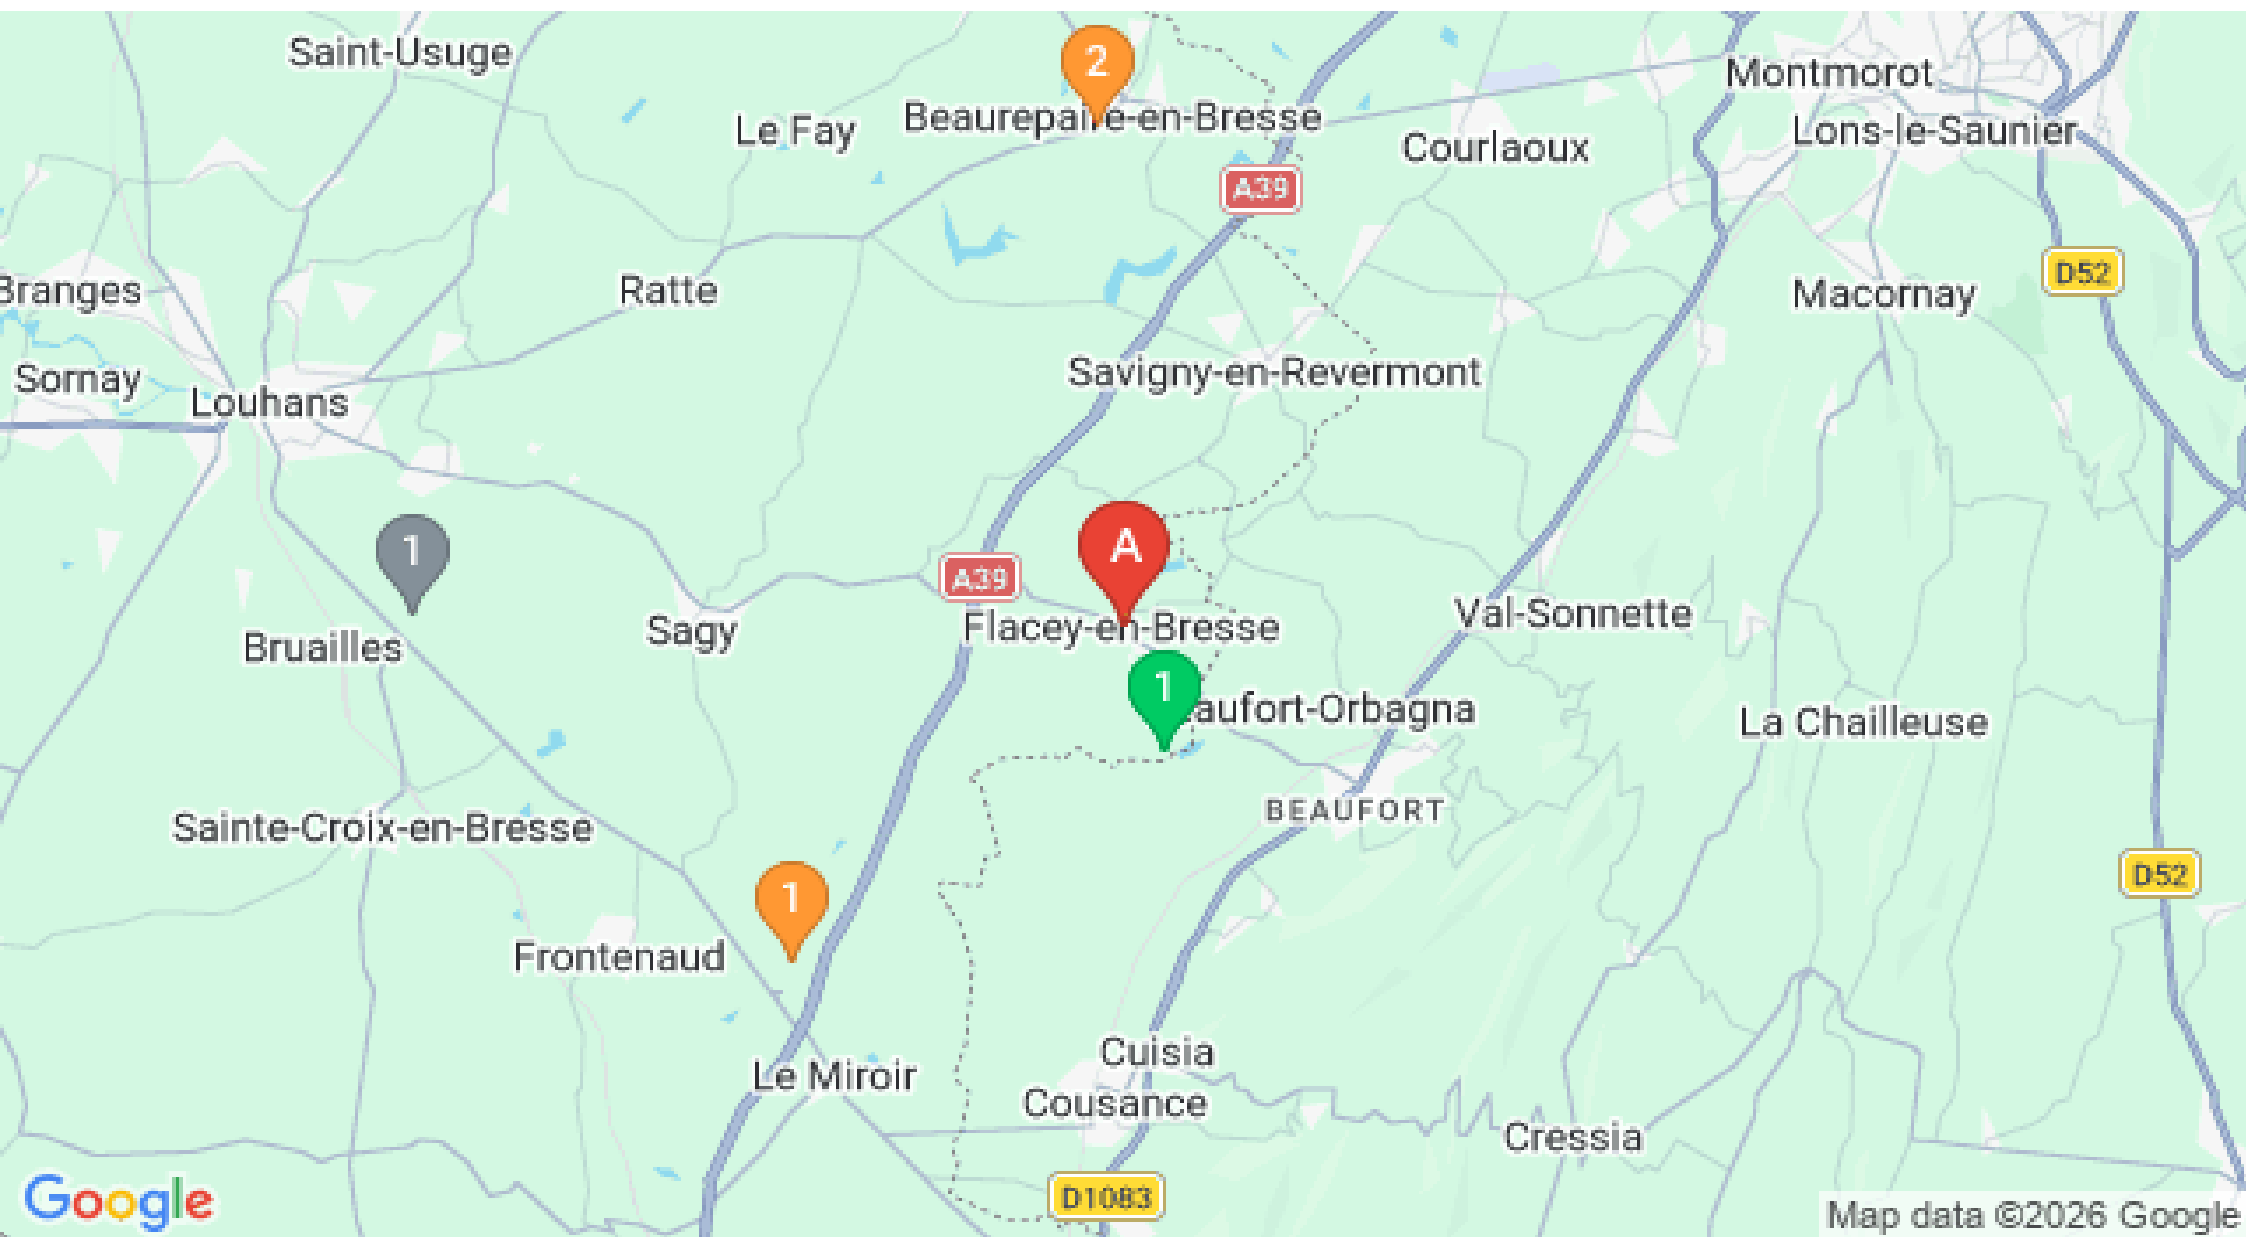 Saint-Usuge
2
Montmorot
Le Fay
Beaurepaire-en-Bresse
Lons-le-Saunier
Courlaoux
A39
D52
Branges
Ratte
Macornay
Sornay
Savigny-en-Revermont
Louhans
1
A
A39
Val-Sonnette
Bruailles
Sagy
Flacey-en-Bresse
1
aufort-Orbagna
La Chailleuse
BEAUFORT
Sainte-Croix-en-Bresse
D52
1
Frontenaud
Cuisia
Le Miroir
Cousance
Cressia
D1083
Google
Map data ©2026 Google